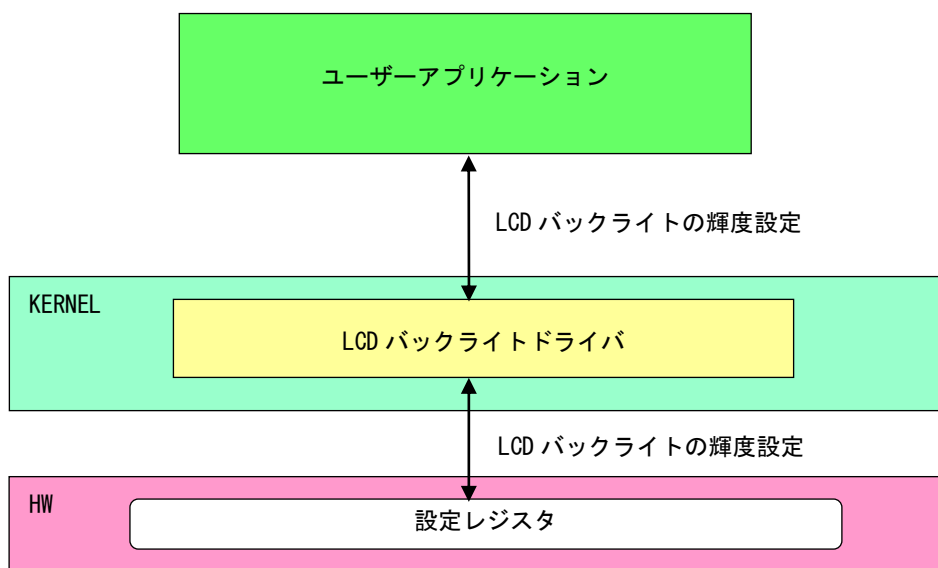 ユーザーアプリケーション
LCD バックライトの輝度設定
KERNEL
LCD バックライトドライバ
LCD バックライトの輝度設定
HW
設定レジスタ